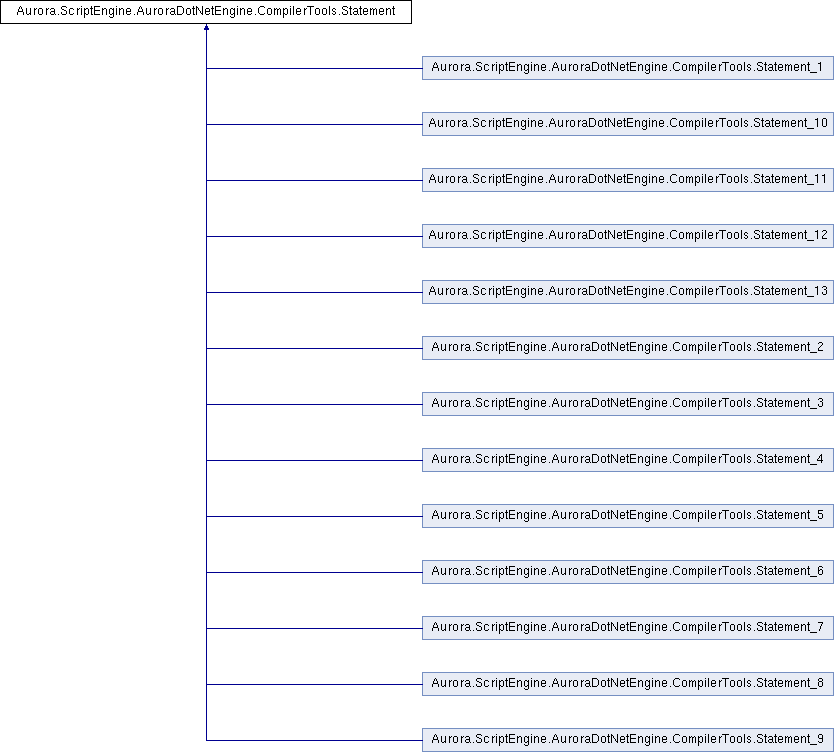 Aurora.ScriptEngine.AuroraDotNetEngine.CompilerTools.Statement
Aurora.ScriptEngine.AuroraDotNetEngine.CompilerTools.Statement_1
Aurora.ScriptEngine.AuroraDotNetEngine.CompilerTools.Statement_10
Aurora.ScriptEngine.AuroraDotNetEngine.CompilerTools.Statement_11
Aurora.ScriptEngine.AuroraDotNetEngine.CompilerTools.Statement_12
Aurora.ScriptEngine.AuroraDotNetEngine.CompilerTools.Statement_13
Aurora.ScriptEngine.AuroraDotNetEngine.CompilerTools.Statement_2
Aurora.ScriptEngine.AuroraDotNetEngine.CompilerTools.Statement_3
Aurora.ScriptEngine.AuroraDotNetEngine.CompilerTools.Statement_4
Aurora.ScriptEngine.AuroraDotNetEngine.CompilerTools.Statement_5
Aurora.ScriptEngine.AuroraDotNetEngine.CompilerTools.Statement_6
Aurora.ScriptEngine.AuroraDotNetEngine.CompilerTools.Statement_7
Aurora.ScriptEngine.AuroraDotNetEngine.CompilerTools.Statement_8
Aurora.ScriptEngine.AuroraDotNetEngine.CompilerTools.Statement_9